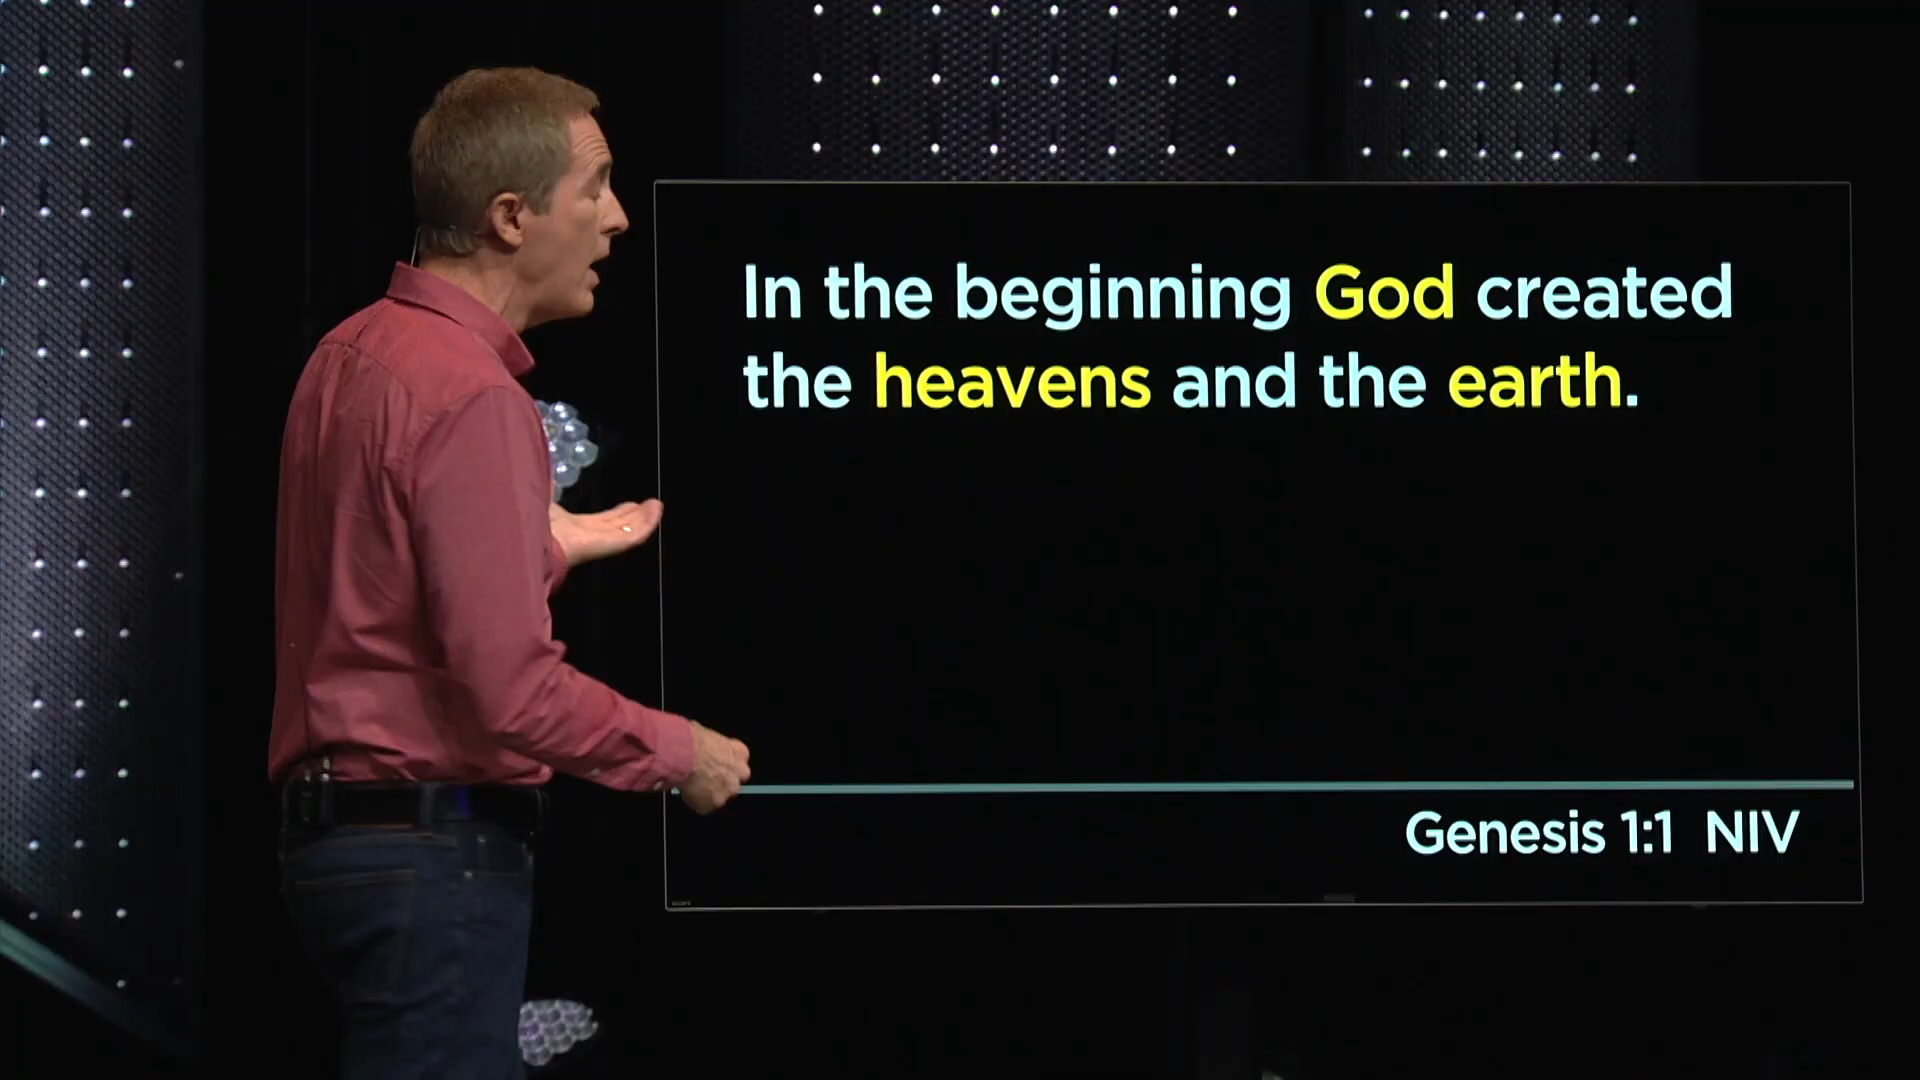 In the beginning God created
the heavens and the earth.
Genesis 1:1 NIV